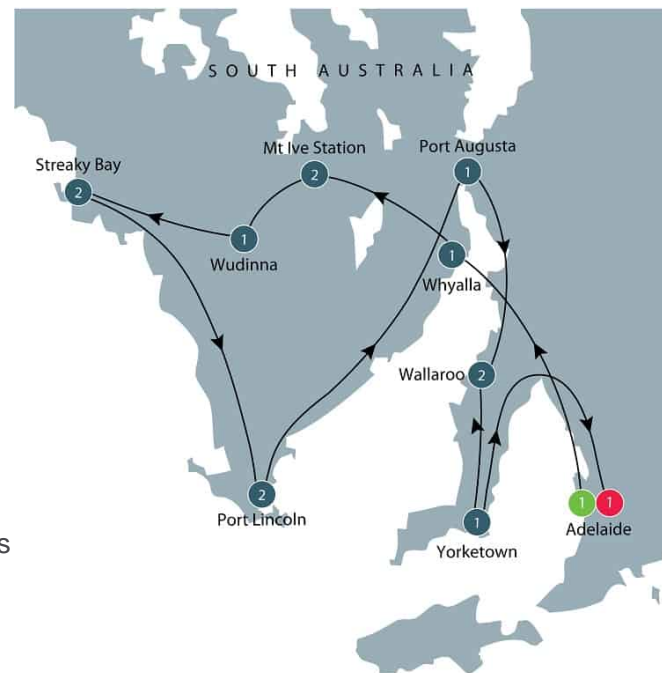 SOUTH AUSTRALIA
Mt Ive Station
Port Augusta
Streaky Bay
2
1
2
1
Wudinna
1
Whyalla
Wallaroo
2
2
Port Lincoln
1
1
1
Adelaide
Yorketown
s